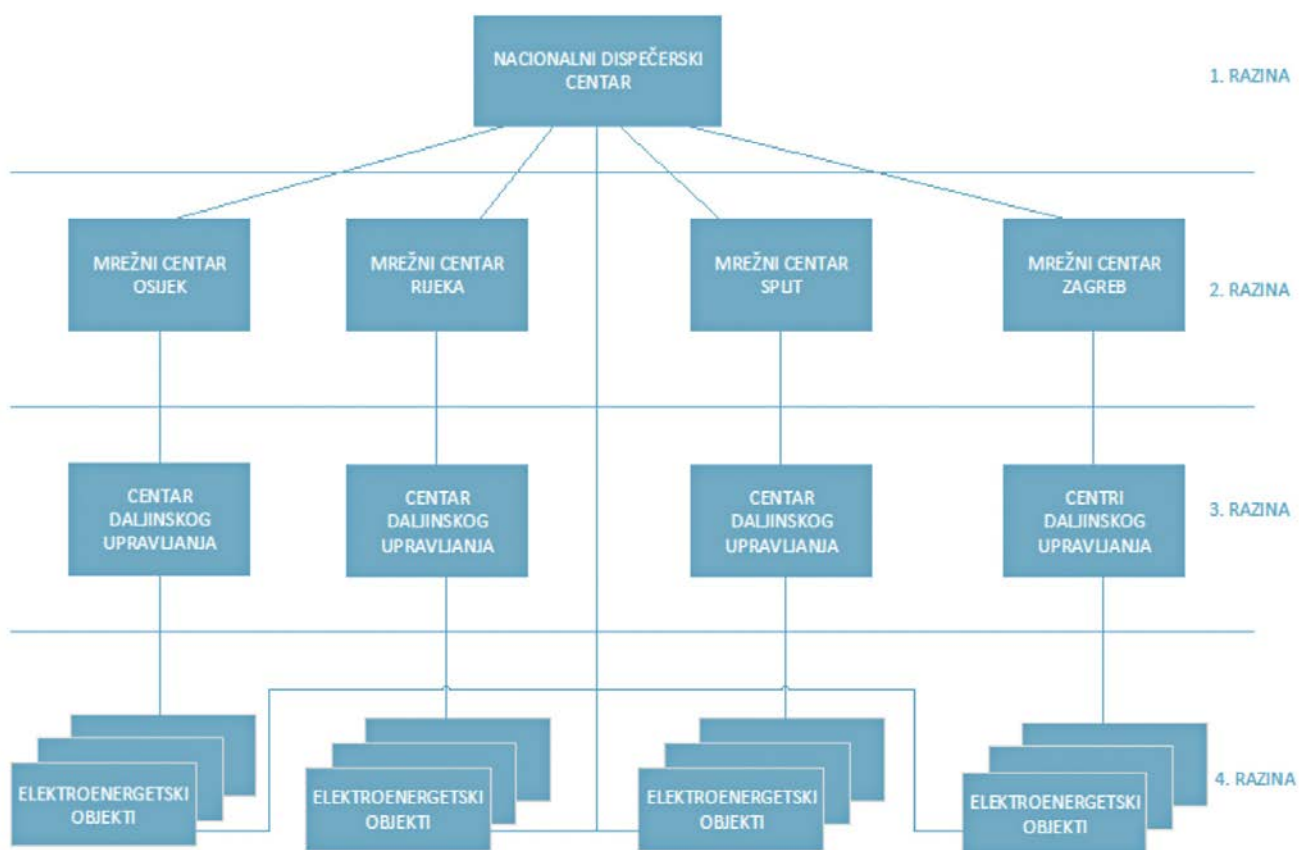 NACIONALNI DISPEČERSKI
CENTAR
1. RAZINA
MREŽNI CENTAR
OSIJEK
MREŽNI CENTAR
RIJEKA
MREŽNI CENTAR
SPLIT
MREŽNI CENTAR
ZAGREB
2. RAZINA
CENTAR
DALJINSKOG
UPRAVLJANJA
CENTAR
DALJINSKOG
UPRAVLJANJA
CENTAR
DALJINSKOG
UPRAVLJANJA
CENTRI
DALJINSKOG
UPRAVLJANJA
3. RAZINA
ELEKTROENERGETSKI
OBJEKTI
ELEKTROENERGETSKI
OBJEKTI
ELEKTROENERGETSKI
OBJEKTI
ELEKTROENERGETSKI
OBJEKTI
4. RAZINA